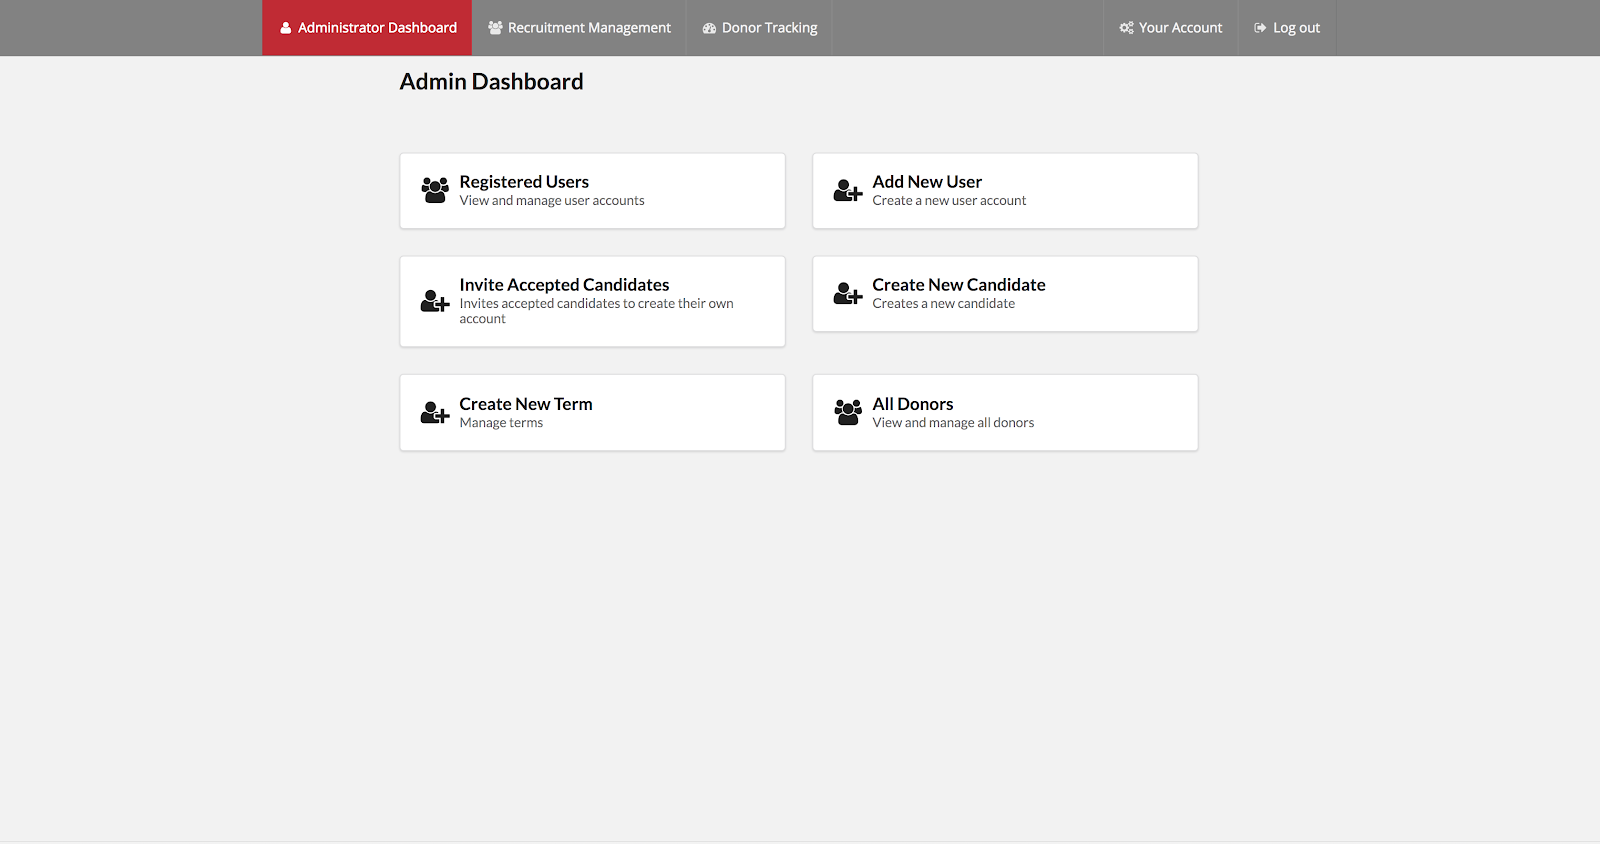 Administrator Dashboard
Recruitment Management
Donor Tracking
Your Account
Log out
Admin Dashboard
Registered Users
View and manage user accounts
Add New User
Create a new user account
Invite Accepted Candidates
Invites accepted candidates to create their own
account
Create New Candidate
Creates a new candidate
Create New Term
Manage terms
All Donors
View and manage all donors